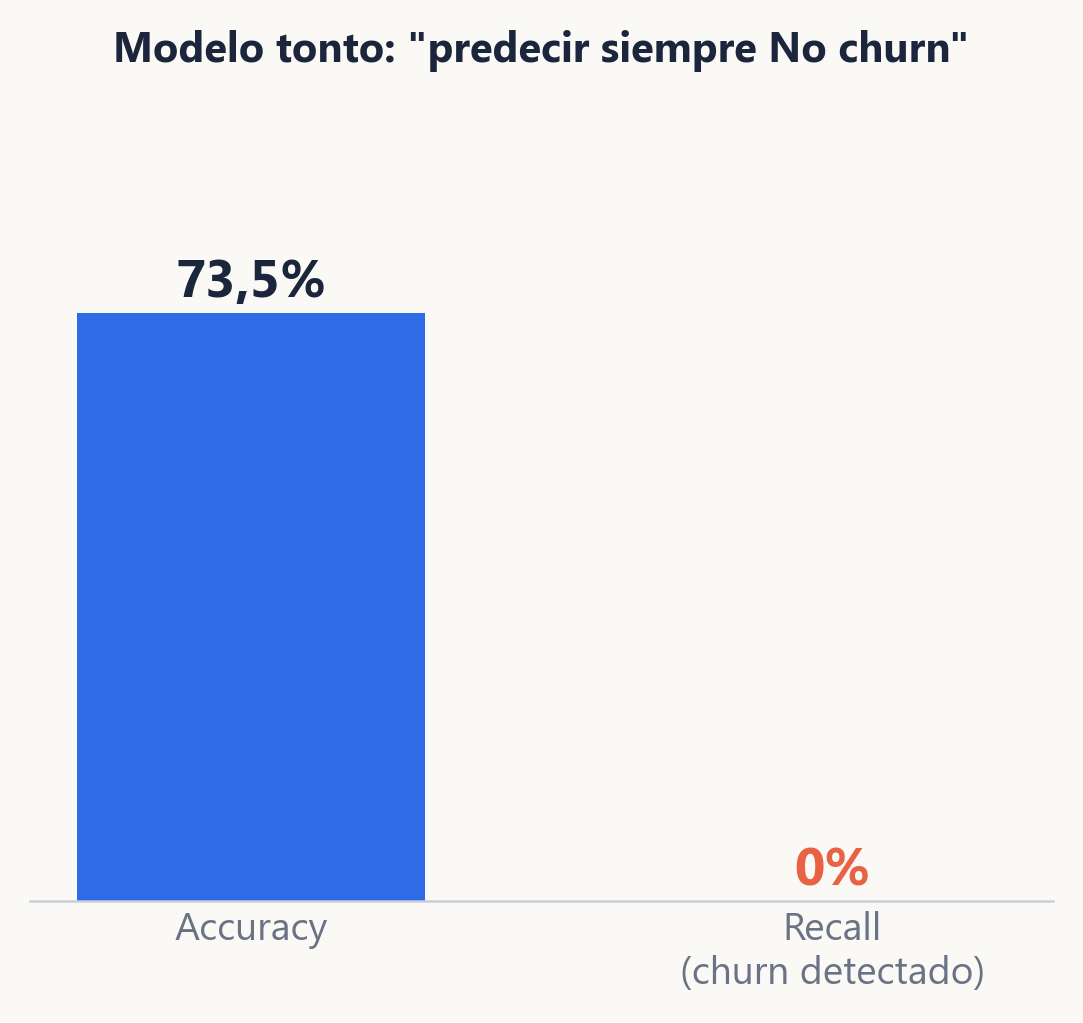 Modelo tonto: "predecir siempre No churn"
73,5%
0%
Accuracy
Recall
(churn detectado)